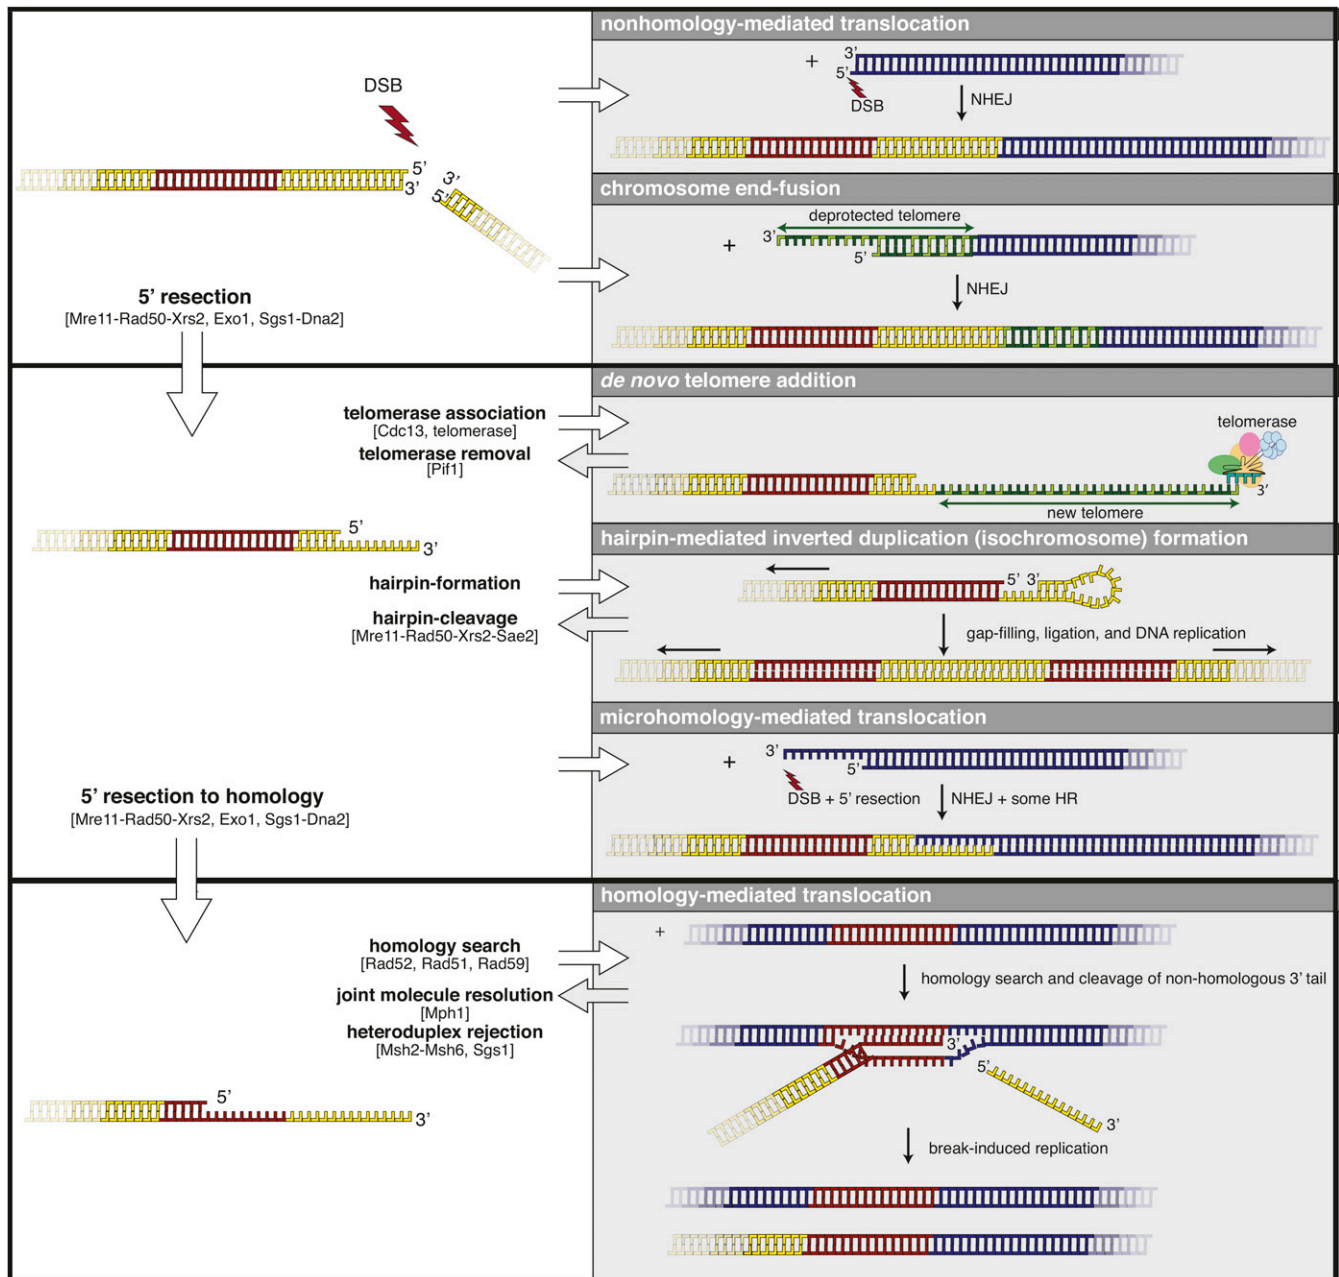 nonhomology-mediated translocation
DSB
+
3'
5'
DSB
NHEJ
5'
3'
3'
5'
chromosome end-fusion
deprotected telomere
+
3'
5'
NHEJ
5' resection
[Mre11-Rad50-Xrs2, Exo1, Sgs1-Dna2]
de novo telomere addition
telomerase association
[Cdc13, telomerase]
telomerase removal
[Pif1]
telomerase
3'
new telomere
5'
3'
hairpin-mediated inverted duplication (isochromosome) formation
hairpin-formation
hairpin-cleavage
[Mre11-Rad50-Xrs2-Sae2]
5' 3'
gap-filling, ligation, and DNA replication
microhomology-mediated translocation
+
3'
5'
DSB + 5' resection
NHEJ + some HR
5' resection to homology
[Mre11-Rad50-Xrs2, Exo1, Sgs1-Dna2]
homology-mediated translocation
+
homology search
[Rad52, Rad51, Rad59]
joint molecule resolution
[Mph1]
heteroduplex rejection
[Msh2-Msh6, Sgs1]
homology search and cleavage of non-homologous 3' tail
3'
5'
3'
5'
3'
break-induced replication